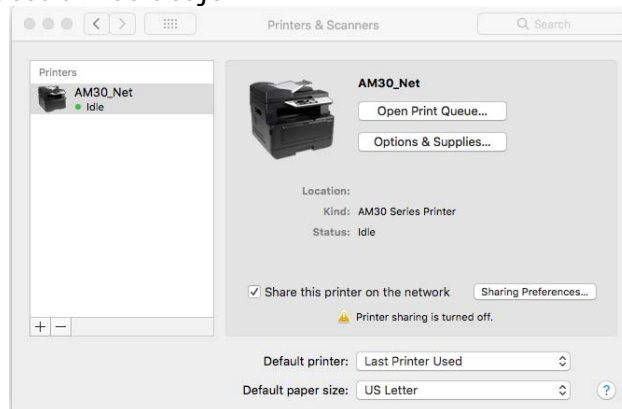 Printers & Scanners
Search
Printers
AM30_Net
Idle
AM30_Net
Open Print Queue...
Options & Supplies...
Location:
Kind: AM30 Series Printer
Status: Idle
Share this printer on the network
Sharing Preferences...
Printer sharing is turned off.
Default printer: Last Printer Used
Default paper size: US Letter
?